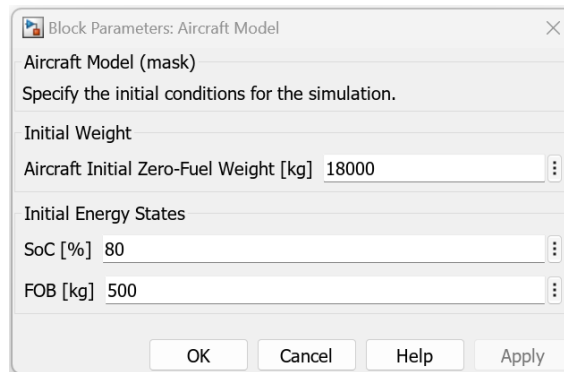 Block Parameters: Aircraft Model
Aircraft Model (mask)
Specify the initial conditions for the simulation.
Initial Weight
Aircraft Initial Zero-Fuel Weight [kg] 18000
Initial Energy States
SoC [%] 80
FOB [kg] 500
OK Cancel Help Apply